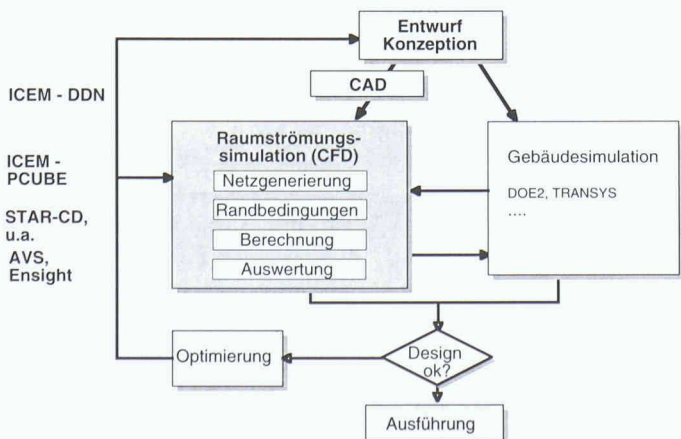 Entwurf
Konzeption
CAD
ICEM - DDN
ICEM -
PCUBE
STAR-CD,
u.a.
AVS,
Ensight
Raumströmungs-
simulation (CFD)
Netzgenerierung
Randbedingungen
Berechnung
Auswertung
Gebäudesimulation
DOE2, TRANSYS
....
Optimierung
Design
ok?
Ausführung